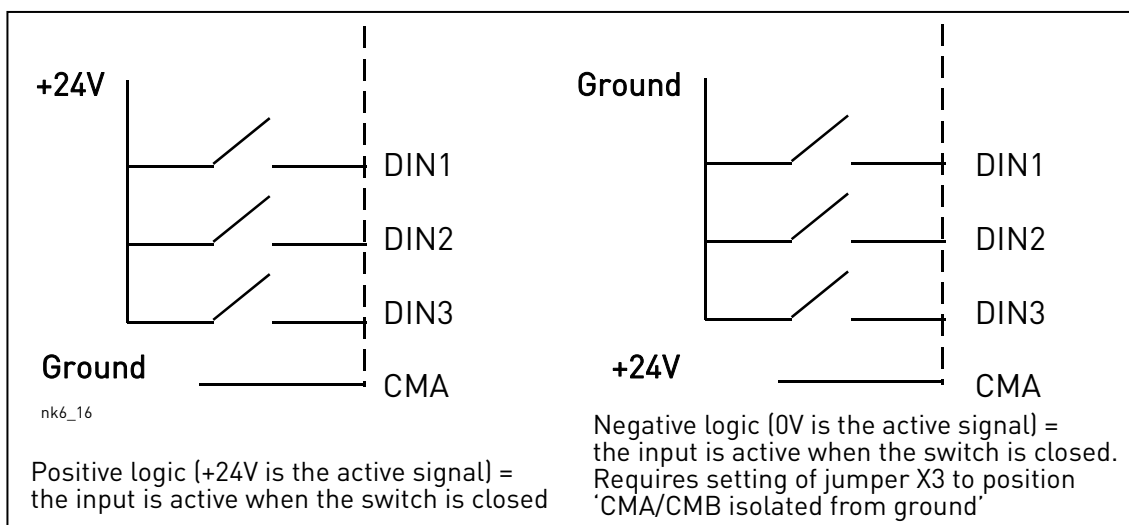 +24V
DIN1
DIN2
DIN3
Ground
CMA
nk6_16
Positive logic (+24V is the active signal) =
the input is active when the switch is closed
Ground
DIN1
DIN2
DIN3
+24V
CMA
Negative logic (0V is the active signal) =
the input is active when the switch is closed.
Requires setting of jumper X3 to position
‘CMA/CMB isolated from ground’